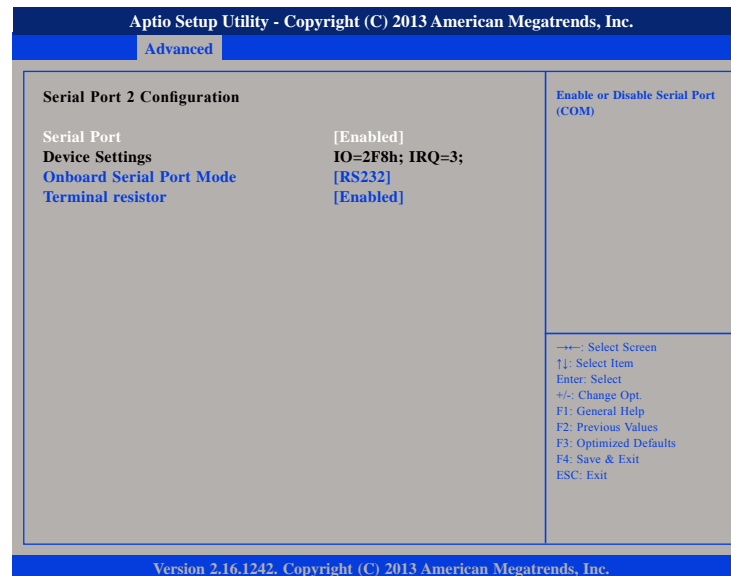 Aptio Setup Utility - Copyright (C) 2013 American Megatrends, Inc.
Advanced
Serial Port 2 Configuration
Serial Port [Enabled]
Device Settings IO=2F8h; IRQ=3;
Onboard Serial Port Mode [RS232]
Terminal resistor [Enabled]
Enable or Disable Serial Port
(COM)
→←: Select Screen
↑↓: Select Item
Enter: Select
+/-: Change Opt.
F1: General Help
F2: Previous Values
F3: Optimized Defaults
F4: Save & Exit
ESC: Exit
Version 2.16.1242. Copyright (C) 2013 American Megatrends, Inc.